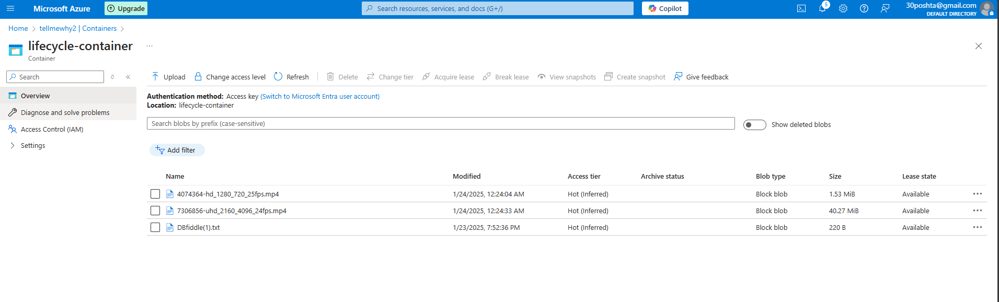 Microsoft Azure
Upgrade
Search resources, services, and docs (G+/)
Copilot
5
30poshta@gmail.com
DEFAULT DIRECTORY
Home > tellmewhy2 | Containers >
lifecycle-container ...
Container
Search
Overview
Diagnose and solve problems
Access Control (IAM)
Settings
Upload Change access level Refresh Delete Change tier Acquire lease Break lease View snapshots Create snapshot Give feedback
Authentication method: Access key (Switch to Microsoft Entra user account)
Location: lifecycle-container
Search blobs by prefix (case-sensitive)
Show deleted blobs
Add filter
Name Modified Access tier Archive status Blob type Size Lease state
4074364-hd_1280_720_25fps.mp4 1/24/2025, 12:24:04 AM Hot (Inferred) Block blob 1.53 MiB Available
7306856-uhd_2160_4096_24fps.mp4 1/24/2025, 12:24:33 AM Hot (Inferred) Block blob 40.27 MiB Available
DBfiddle(1).txt 1/23/2025, 7:52:36 PM Hot (Inferred) Block blob 220 B Available